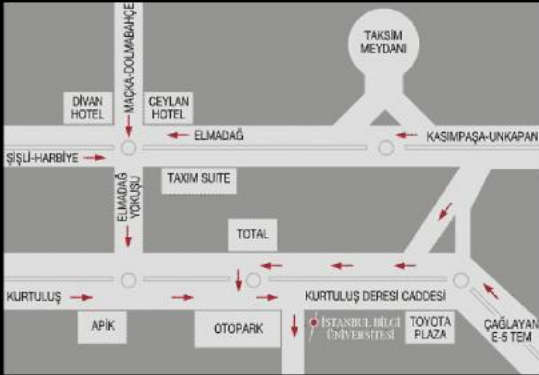 TAKSİM
MEYDANI
MAÇKA-DOLMABAHÇE
DİVAN
HOTEL
CEYLAN
HOTEL
ELMADAĞ
KASIMPAŞA-UNKAPAN
ŞİŞLİ-HARBİYE
TAXIM SUITE
ELMADAĞ
YOKUŞU
TOTAL
KURTULUŞ
KURTULUŞ DERESİ CADDESİ
APİK
OTOPARK
İSTANBUL BİLGİ
ÜNİVERSİTESİ
TOYOTA
PLAZA
ÇAĞLAYAN
E-5 TEM